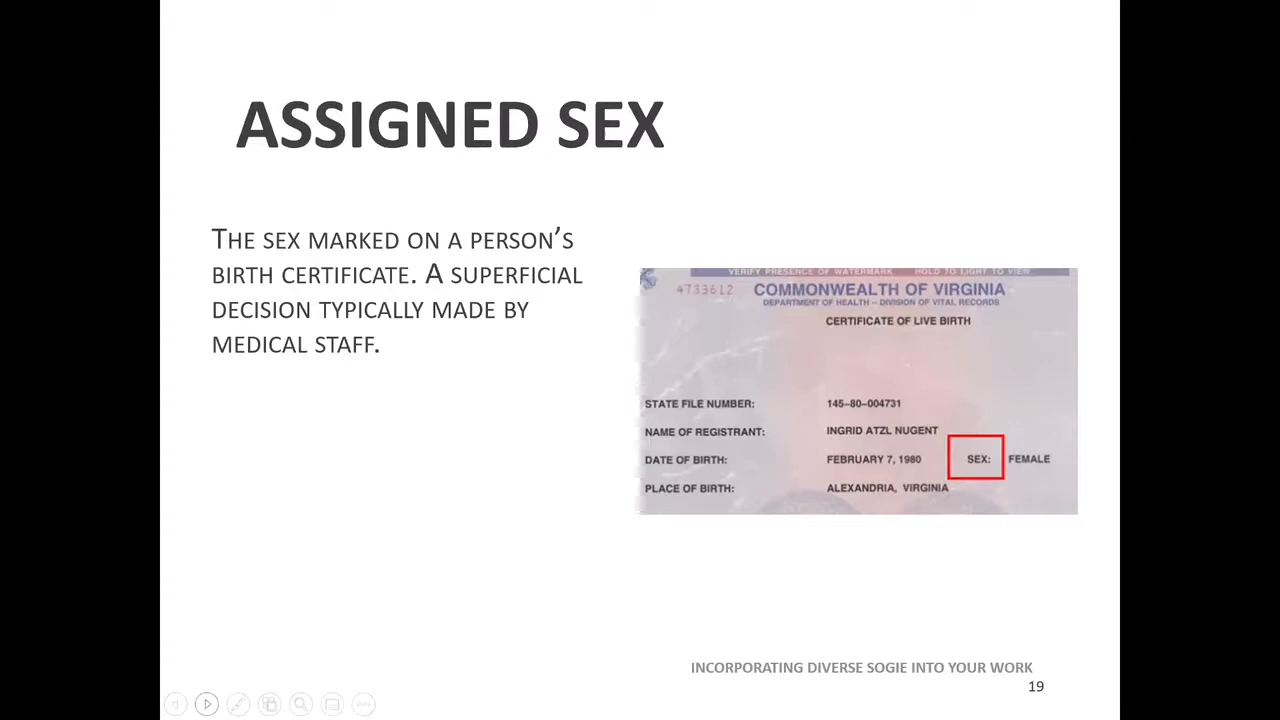 ASSIGNED SEX
THE SEX MARKED ON A PERSON'S
BIRTH CERTIFICATE. A SUPERFICIAL
DECISION TYPICALLY MADE BY
MEDICAL STAFF.
VERIFY PRESENCE OF WATERMARK HOLD TO LIGHT TO VIEW
4733612 COMMONWEALTH OF VIRGINIA
DEPARTMENT OF HEALTH – DIVISION OF VITAL RECORDS
CERTIFICATE OF LIVE BIRTH
STATE FILE NUMBER: 145–80–004731
NAME OF REGISTRANT: INGRID ATZL NUGENT
DATE OF BIRTH: FEBRUARY 7, 1980 SEX: FEMALE
PLACE OF BIRTH: ALEXANDRIA, VIRGINIA
INCORPORATING DIVERSE SOGIE INTO YOUR WORK
19